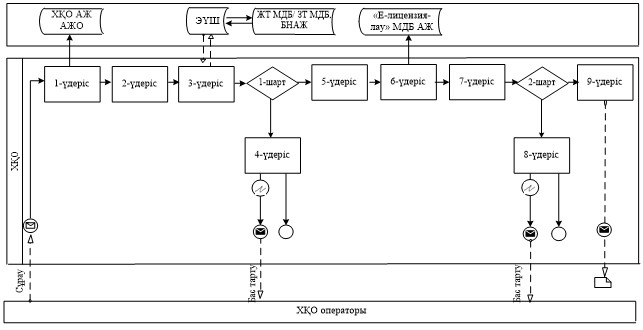 ХҚО АЖ
АЖО
ЭҮШ
ЖТ МДБ/ ЗТ МДБ,
БНАЖ
«Е-лицензия-
лау» МДБ АЖ
ХҚО
1-үдеріс
2-үдеріс
3-үдеріс
1-шарт
5-үдеріс
6-үдеріс
7-үдеріс
2-шарт
9-үдеріс
4-үдеріс
8-үдеріс
Сұрау
Бас тарту
Бас тарту
ХҚО операторы